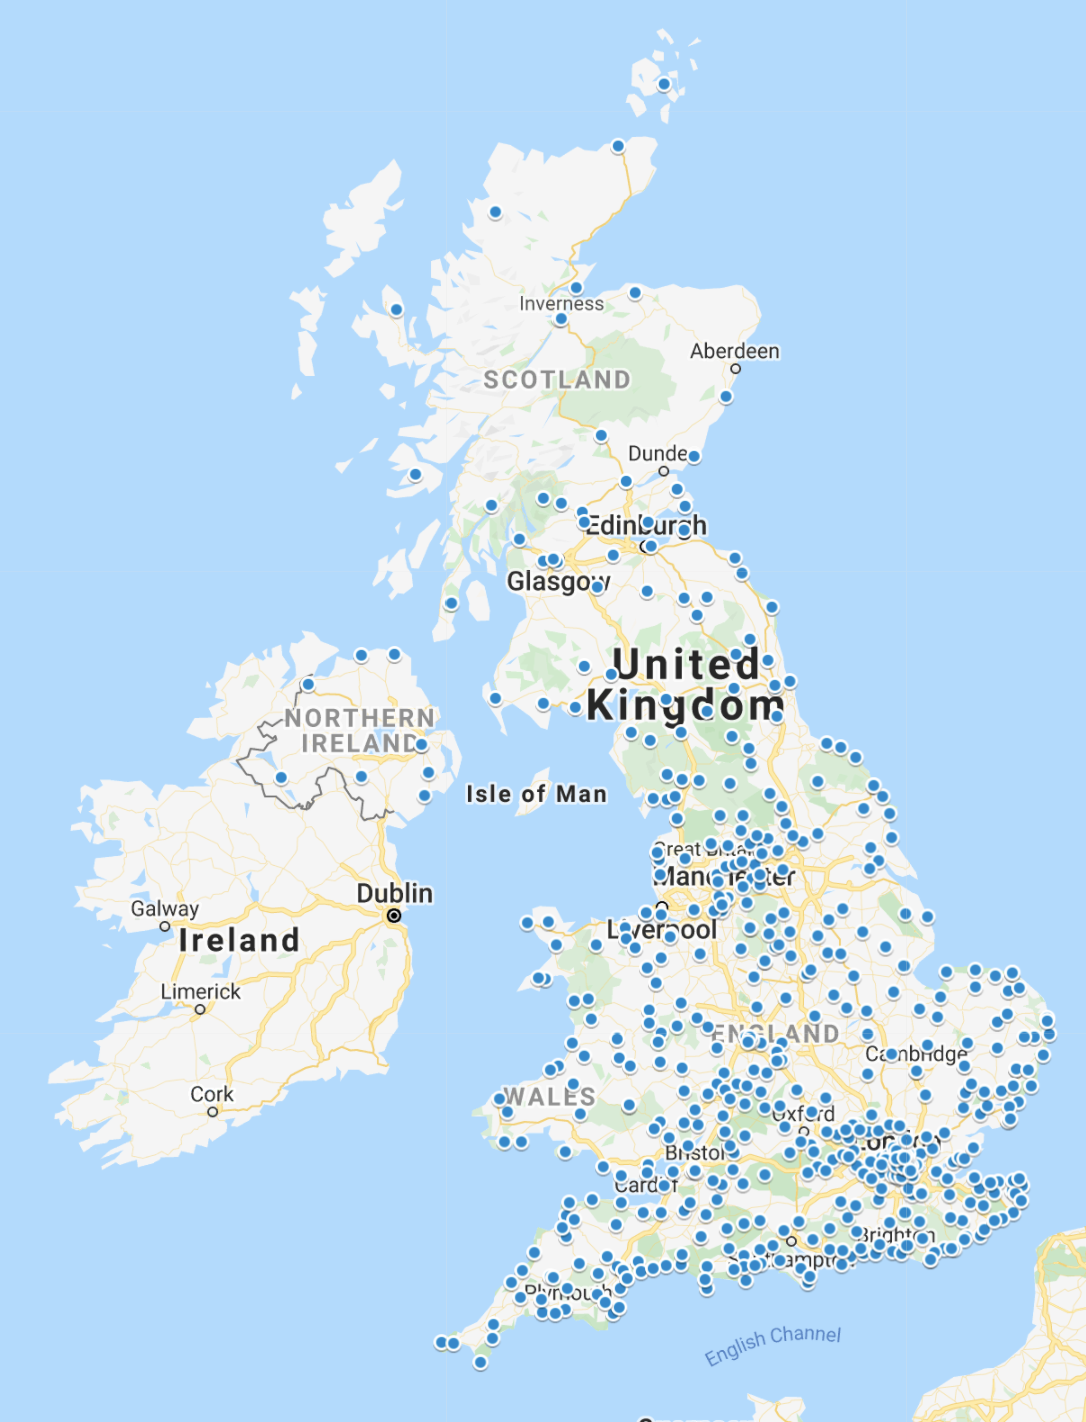 Inverness
Aberdeen
SCOTLAND
Dunde
Edinburgh
Glasgow
United
Kingdom
NORTHERN
IRELAND
Isle of Man
Great Britain
Manchester
Dublin
Galway
Ireland
Liverpool
Limerick
ENGLAND
Cambridge
WALES
Cork
Oxford
London
Bristol
Cardiff
Brighton
Southampton
Plymouth
English Channel